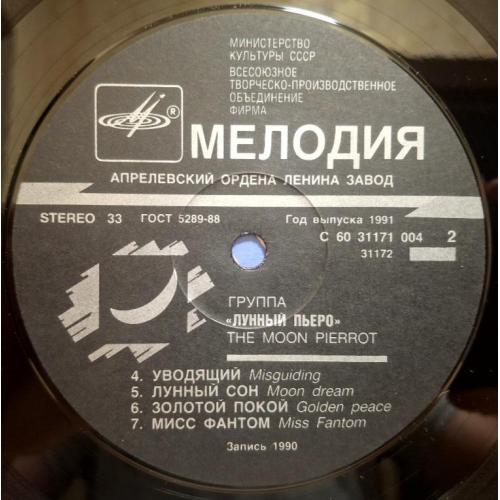 МИНИСТЕРСТВО
КУЛЬТУРЫ СССР
ВСЕСОЮЗНОЕ
ТВОРЧЕСКО-ПРОИЗВОДСТВЕННОЕ
ОБЪЕДИНЕНИЕ
ФИРМА
® МЕЛОДИЯ
АПРЕЛЕВСКИЙ ОРДЕНА ЛЕНИНА ЗАВОД
STEREO 33 ГОСТ 5289-88 Год выпуска 1991
С 60 31171 004 2
31172
ГРУППА
«ЛУННЫЙ ПЬЕРО»
THE MOON PIERROT
4. УВОДЯЩИЙ Misguiding
5. ЛУННЫЙ СОН Moon dream
6. ЗОЛОТОЙ ПОКОЙ Golden peace
7. МИСС ФАНТОМ Miss Fantom
Запись 1990